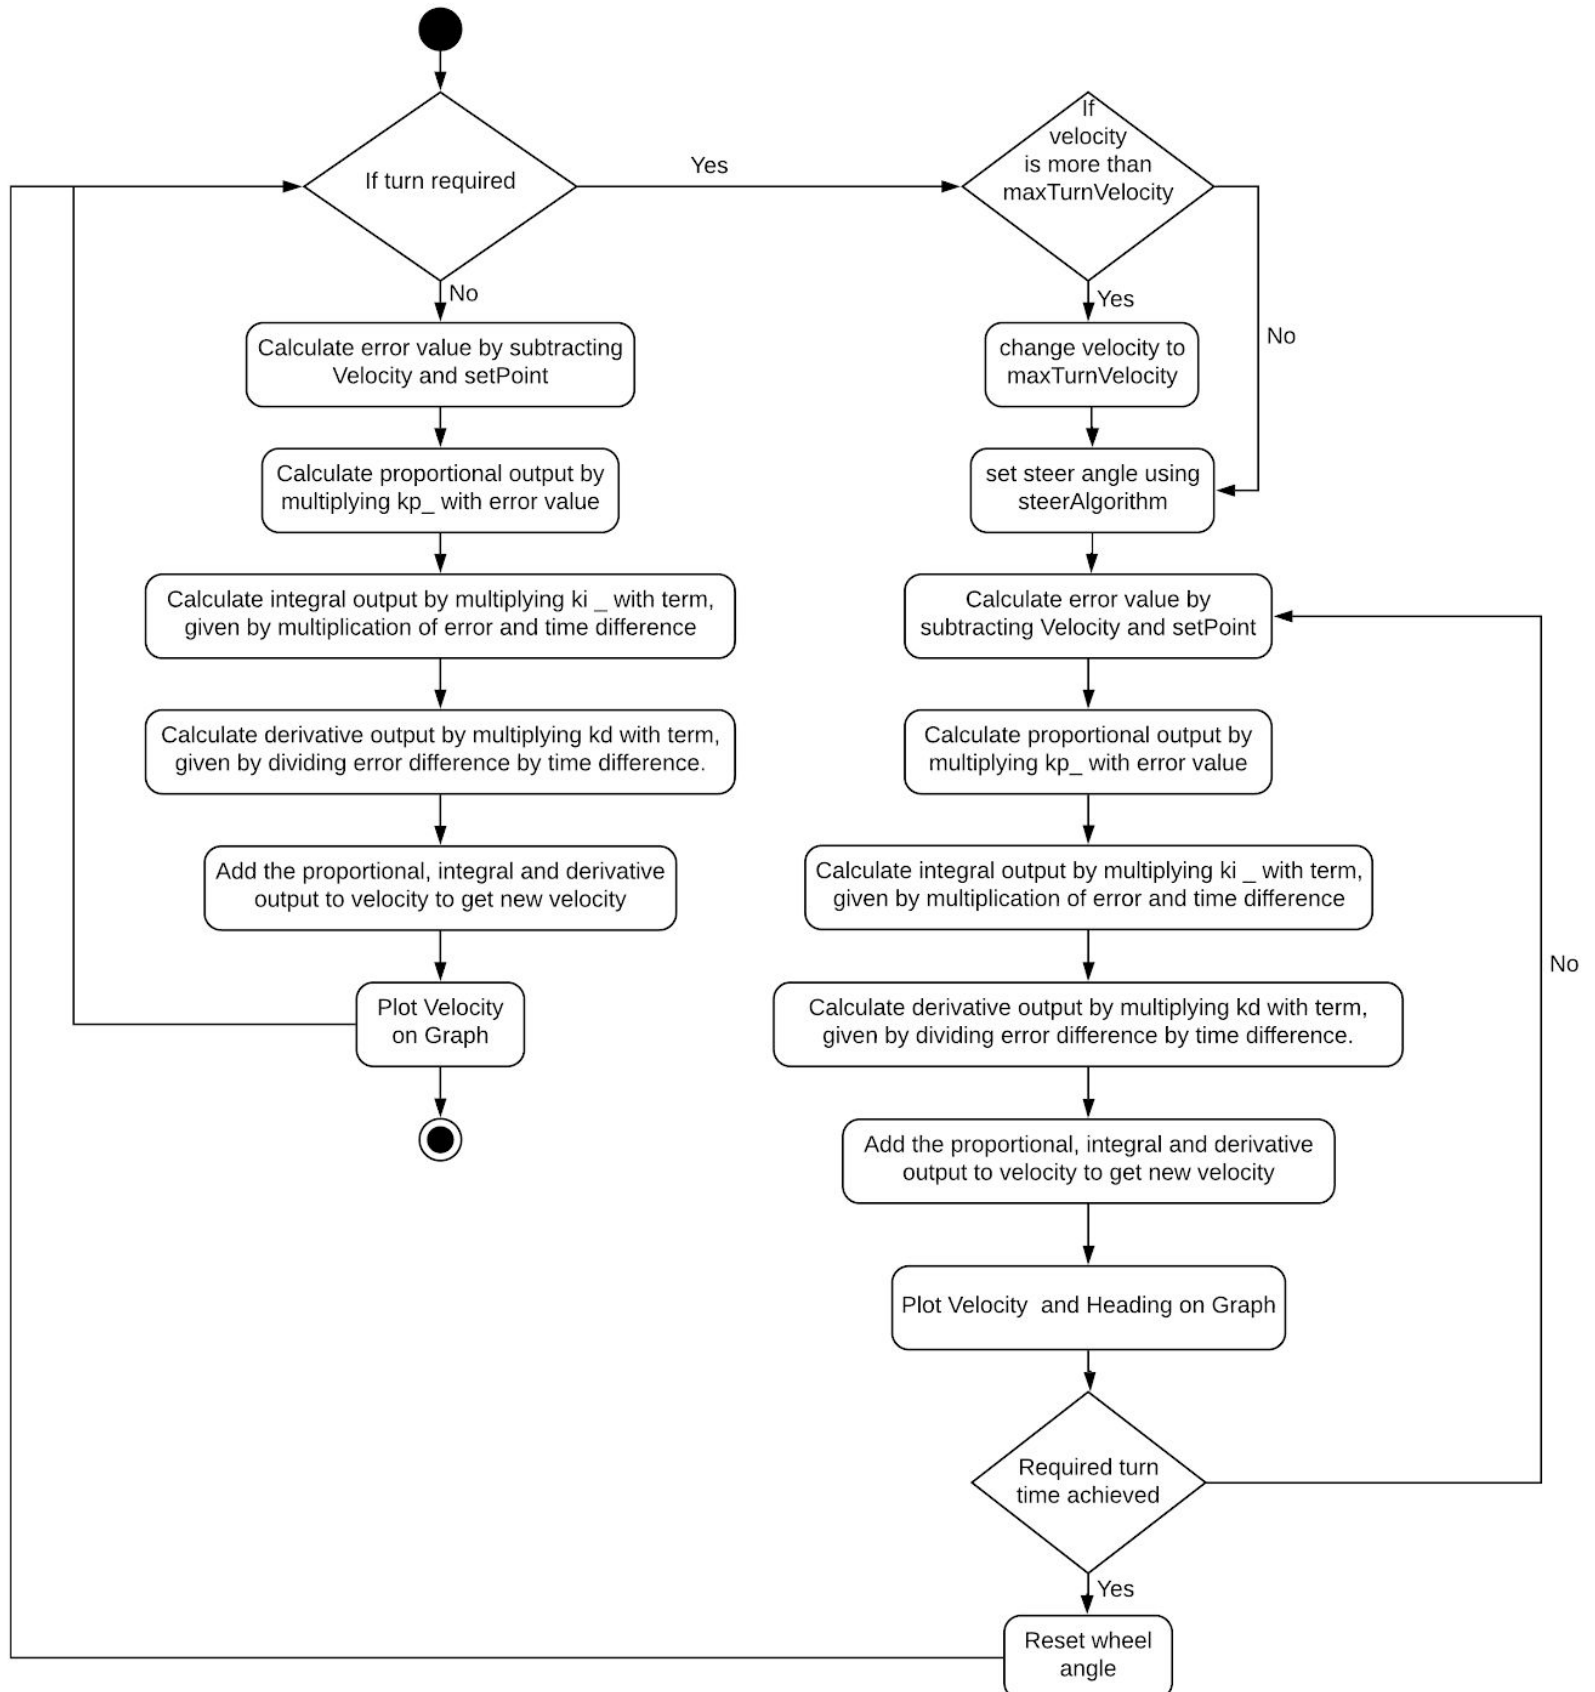 If turn required
Yes
If
velocity
is more than
maxTurnVelocity
No
Yes
No
Calculate error value by subtracting
Velocity and setPoint
change velocity to
maxTurnVelocity
Calculate proportional output by
multiplying kp_ with error value
set steer angle using
steerAlgorithm
Calculate integral output by multiplying ki _ with term,
given by multiplication of error and time difference
Calculate error value by
subtracting Velocity and setPoint
Calculate derivative output by multiplying kd with term,
given by dividing error difference by time difference.
Calculate proportional output by
multiplying kp_ with error value
Add the proportional, integral and derivative
output to velocity to get new velocity
Calculate integral output by multiplying ki _ with term,
given by multiplication of error and time difference
No
Plot Velocity
on Graph
Calculate derivative output by multiplying kd with term,
given by dividing error difference by time difference.
Add the proportional, integral and derivative
output to velocity to get new velocity
Plot Velocity  and Heading on Graph
Required turn
time achieved
Yes
Reset wheel
angle